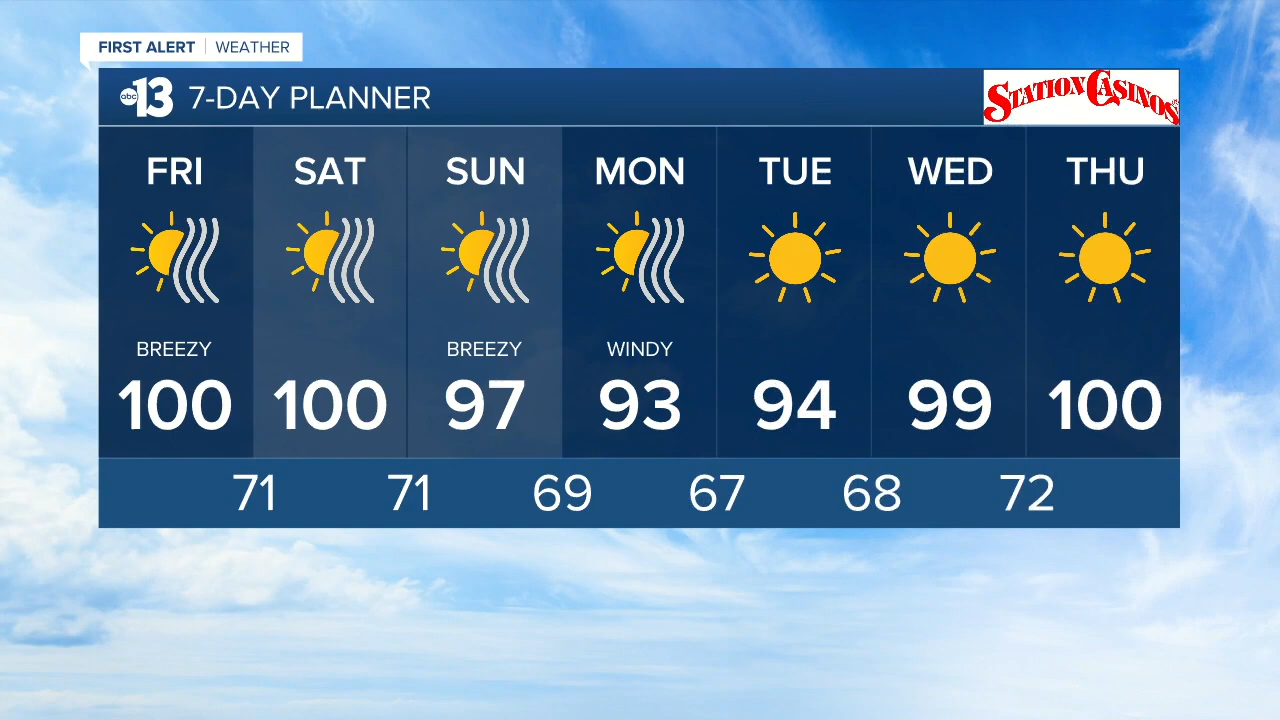 FIRST ALERT | WEATHER
abc 13 7-DAY PLANNER
STATION CASINOS
FRI SAT SUN MON TUE WED THU
BREEZY BREEZY WINDY
100 100 97 93 94 99 100
71 71 69 67 68 72